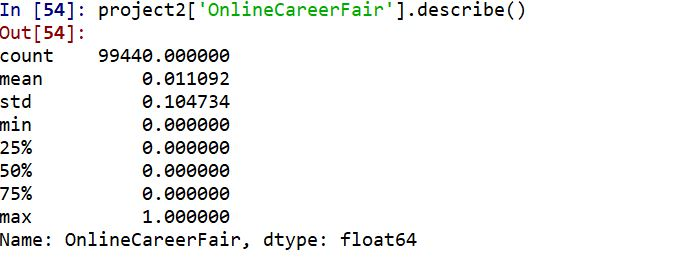 In [54]: project2['OnlineCareerFair'].describe()
Out[54]:
count    99440.000000
mean         0.011092
std          0.104734
min          0.000000
25%          0.000000
50%          0.000000
75%          0.000000
max          1.000000
Name: OnlineCareerFair, dtype: float64